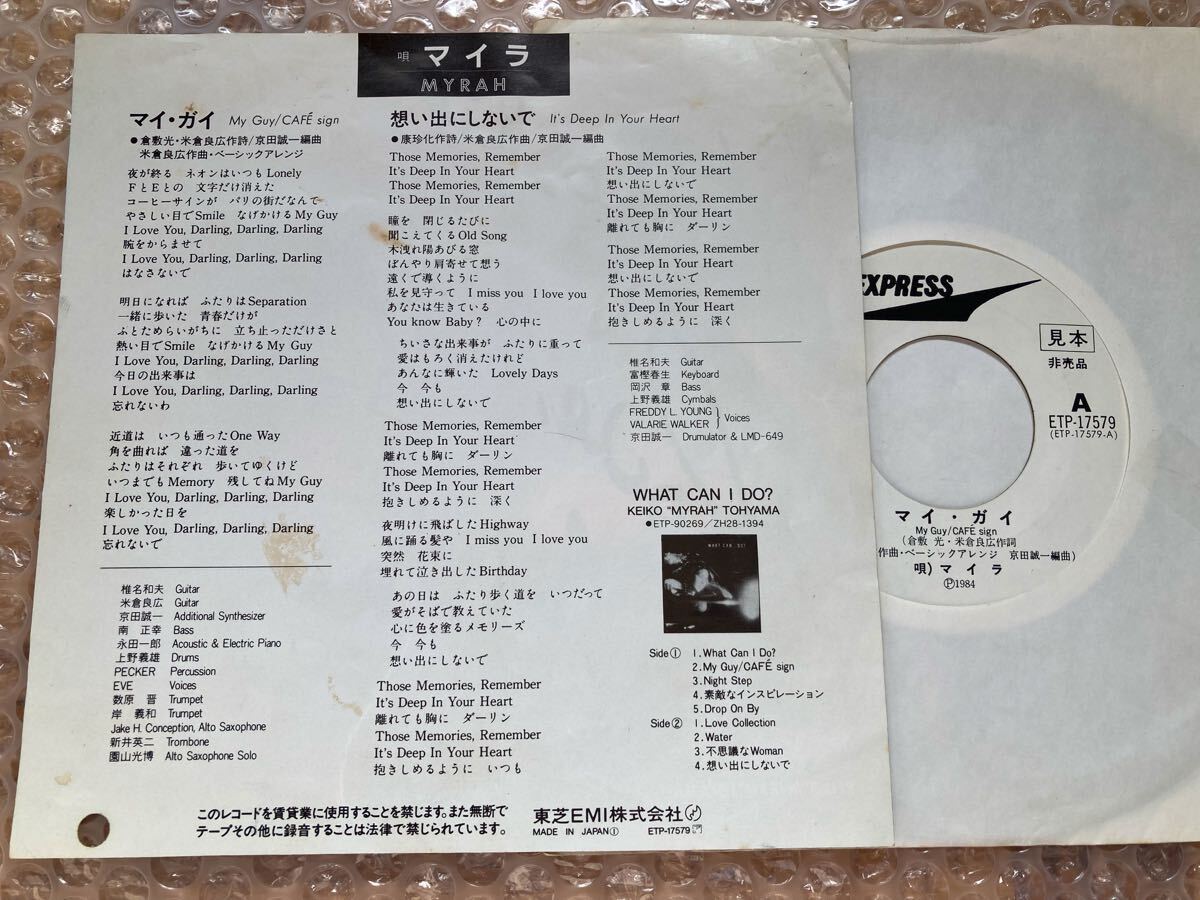 唄 マイラ
MYRAH
マイ・ガイ My Guy/CAFÉ sign
●倉敷光・米倉良広作詩/京田誠一編曲
米倉良広作曲・ベーシックアレンジ
夜が終る ネオンはいつもLonely
FとEとの 文字だけ消えた
コーヒーサインが パリの街だなんて
やさしい目でSmile なげかけるMy Guy
I Love You, Darling, Darling, Darling
腕をからませて
I Love You, Darling, Darling, Darling
はなさないで
明日になれば ふたりはSeparation
一緒に歩いた 青春だけが
ふとためらいがちに 立ち止っただけさと
熱い目でSmile なげかけるMy Guy
I Love You, Darling, Darling, Darling
今日の出来事は
I Love You, Darling, Darling, Darling
忘れないわ
近道は いつも通ったOne Way
角を曲れば 違った道を
ふたりはそれぞれ 歩いてゆくけど
いつまでもMemory 残してねMy Guy
I Love You, Darling, Darling, Darling
楽しかった日を
I Love You, Darling, Darling, Darling
忘れないで
椎名和夫 Guitar
米倉良広 Guitar
京田誠一 Additional Synthesizer
南 正幸 Bass
永田一郎 Acoustic & Electric Piano
上野義雄 Drums
PECKER Percussion
EVE Voices
数原 晋 Trumpet
岸 義和 Trumpet
Jake H. Conception, Alto Saxophone
新井英二 Trombone
園山光博 Alto Saxophone Solo
想い出にしないで It's Deep In Your Heart
●康珍化作詩/米倉良広作曲/京田誠一編曲
Those Memories, Remember
It's Deep In Your Heart
Those Memories, Remember
It's Deep In Your Heart
瞳を 閉じるたびに
聞こえてくるOld Song
木洩れ陽あびる窓
ぼんやり肩寄せて想う
遠くで導くように
私を見守って I miss you I love you
あなたは生きている
You know Baby? 心の中に
ちいさな出来事が ふたりに重って
愛はもろく消えたけれど
あんなに輝いた Lovely Days
今 今も
想い出にしないで
Those Memories, Remember
It's Deep In Your Heart
離れても胸に ダーリン
Those Memories, Remember
It's Deep In Your Heart
抱きしめるように 深く
夜明けに飛ばしたHighway
風に踊る髪や I miss you I love you
突然 花束に
埋れて泣き出したBirthday
あの日は ふたり歩く道を いつだって
愛がそばで教えていた
心に色を塗るメモリーズ
今 今も
想い出にしないで
Those Memories, Remember
It's Deep In Your Heart
離れても胸に ダーリン
Those Memories, Remember
It's Deep In Your Heart
抱きしめるように いつも
Those Memories, Remember
It's Deep In Your Heart
想い出にしないで
Those Memories, Remember
It's Deep In Your Heart
離れても胸に ダーリン
Those Memories, Remember
It's Deep In Your Heart
想い出にしないで
Those Memories, Remember
It's Deep In Your Heart
抱きしめるように 深く
椎名和夫 Guitar
富樫春生 Keyboard
岡沢 章 Bass
上野義雄 Cymbals
FREDDY L. YOUNG
VALARIE WALKER } Voices
京田誠一 Drumulator & LMD-649
WHAT CAN I DO?
KEIKO "MYRAH" TOHYAMA
●ETP-90269/ZH28-1394
Side① 1.What Can I Do?
2.My Guy/CAFÉ sign
3.Night Step
4.素敵なインスピレーション
5.Drop On By
Side② 1.Love Collection
2.Water
3.不思議なWoman
4.想い出にしないで
このレコードを賃貸業に使用することを禁じます。また無断で
テープその他に録音することは法律で禁じられています。
東芝EMI株式会社
MADE IN JAPAN① ETP-17579
EXPRESS
見本
非売品
A
ETP-17579
(ETP-17579-A)
マイ・ガイ
My Guy/CAFÉ sign
(倉敷 光・米倉良広作詞
作曲・ベーシックアレンジ 京田誠一編曲)
唄)マイラ
Ⓟ1984